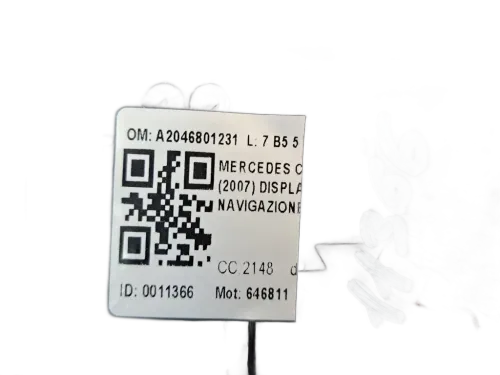 OM: A2046801231 L: 7 B5 5
MERCEDES C
(2007) DISPLA
NAVIGAZIONE
CC 2148 d
ID: 0011366 Mot: 646811